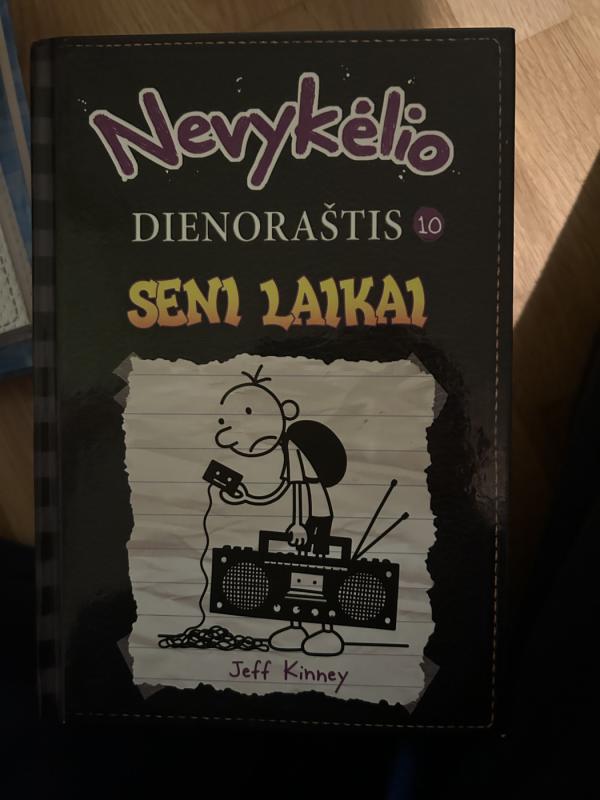 Nevykėlio
DIENORAŠTIS 10
SENI LAIKAI
Jeff Kinney